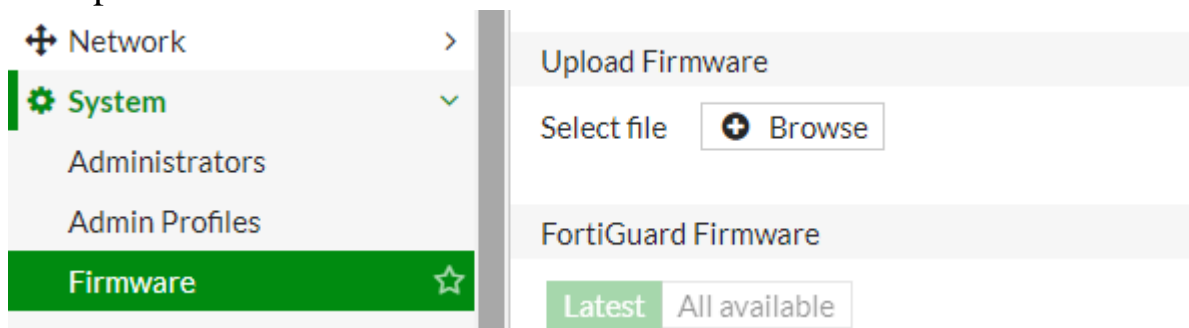 Network
System
Administrators
Admin Profiles
Firmware
Upload Firmware
Select file Browse
FortiGuard Firmware
Latest All available